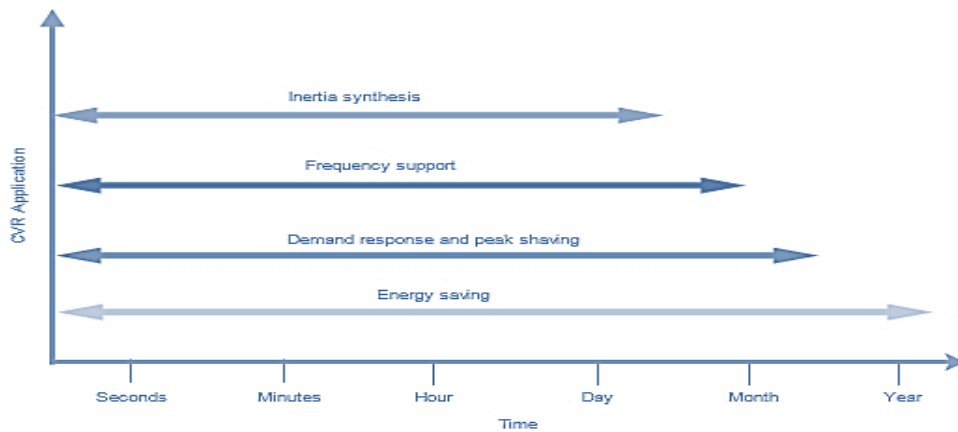 Inertia synthesis
Frequency support
Demand response and peak shaving
Energy saving
CVR Application
Seconds Minutes Hour Day Month Year
Time